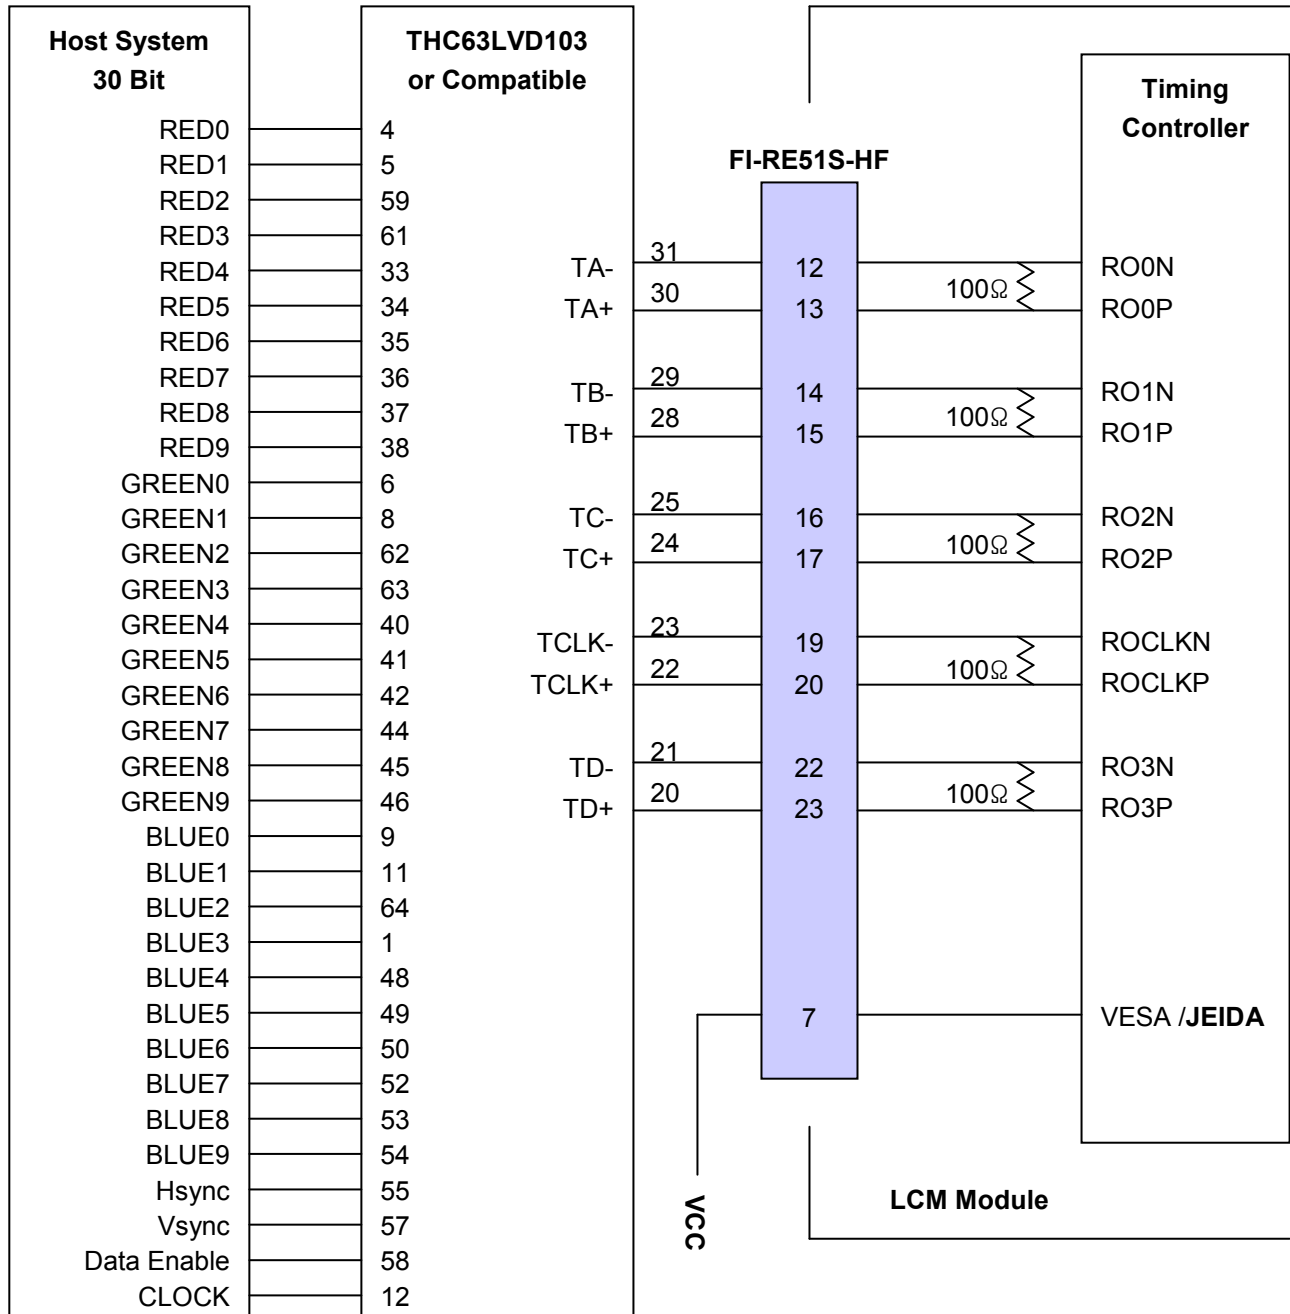 Host System
30 Bit
RED0
RED1
RED2
RED3
RED4
RED5
RED6
RED7
RED8
RED9
GREEN0
GREEN1
GREEN2
GREEN3
GREEN4
GREEN5
GREEN6
GREEN7
GREEN8
GREEN9
BLUE0
BLUE1
BLUE2
BLUE3
BLUE4
BLUE5
BLUE6
BLUE7
BLUE8
BLUE9
Hsync
Vsync
Data Enable
CLOCK
THC63LVD103
or Compatible
4
5
59
61
33
34
35
36
37
38
6
8
62
63
40
41
42
44
45
46
9
11
64
1
48
49
50
52
53
54
55
57
58
12
TA-
TA+
TB-
TB+
TC-
TC+
TCLK-
TCLK+
TD-
TD+
31
30
29
28
25
24
23
22
21
20
VCC
FI-RE51S-HF
12
13
14
15
16
17
19
20
22
23
7
100Ω
100Ω
100Ω
100Ω
100Ω
Timing
Controller
RO0N
RO0P
RO1N
RO1P
RO2N
RO2P
ROCLKN
ROCLKP
RO3N
RO3P
VESA /JEIDA
LCM Module